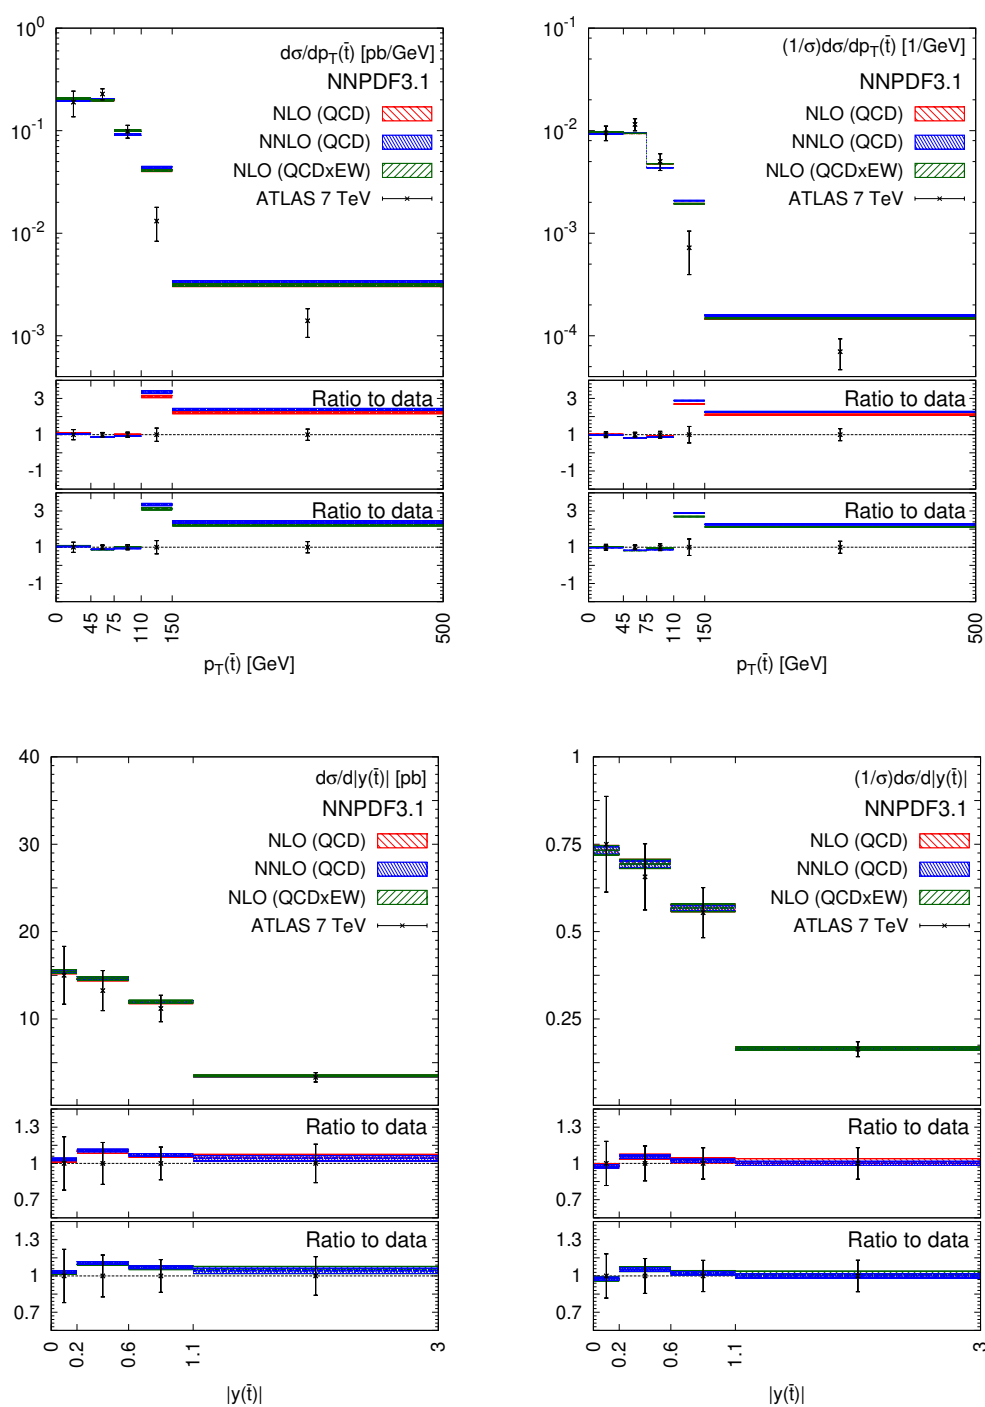 10^0
10^-1
10^-2
10^-3
dσ/dp_T(t̄) [pb/GeV]
NNPDF3.1
NLO (QCD)
NNLO (QCD)
NLO (QCDxEW)
ATLAS 7 TeV
3
1
-1
Ratio to data
3
1
-1
Ratio to data
0
45
75
110
150
500
p_T(t̄) [GeV]
10^-1
10^-2
10^-3
10^-4
(1/σ)dσ/dp_T(t̄) [1/GeV]
NNPDF3.1
NLO (QCD)
NNLO (QCD)
NLO (QCDxEW)
ATLAS 7 TeV
3
1
-1
Ratio to data
3
1
-1
Ratio to data
0
45
75
110
150
500
p_T(t̄) [GeV]
40
30
20
10
dσ/d|y(t̄)| [pb]
NNPDF3.1
NLO (QCD)
NNLO (QCD)
NLO (QCDxEW)
ATLAS 7 TeV
1.3
1
0.7
Ratio to data
1.3
1
0.7
Ratio to data
0
0.2
0.6
1.1
3
|y(t̄)|
1
0.75
0.5
0.25
(1/σ)dσ/d|y(t̄)|
NNPDF3.1
NLO (QCD)
NNLO (QCD)
NLO (QCDxEW)
ATLAS 7 TeV
1.3
1
0.7
Ratio to data
1.3
1
0.7
Ratio to data
0
0.2
0.6
1.1
3
|y(t̄)|